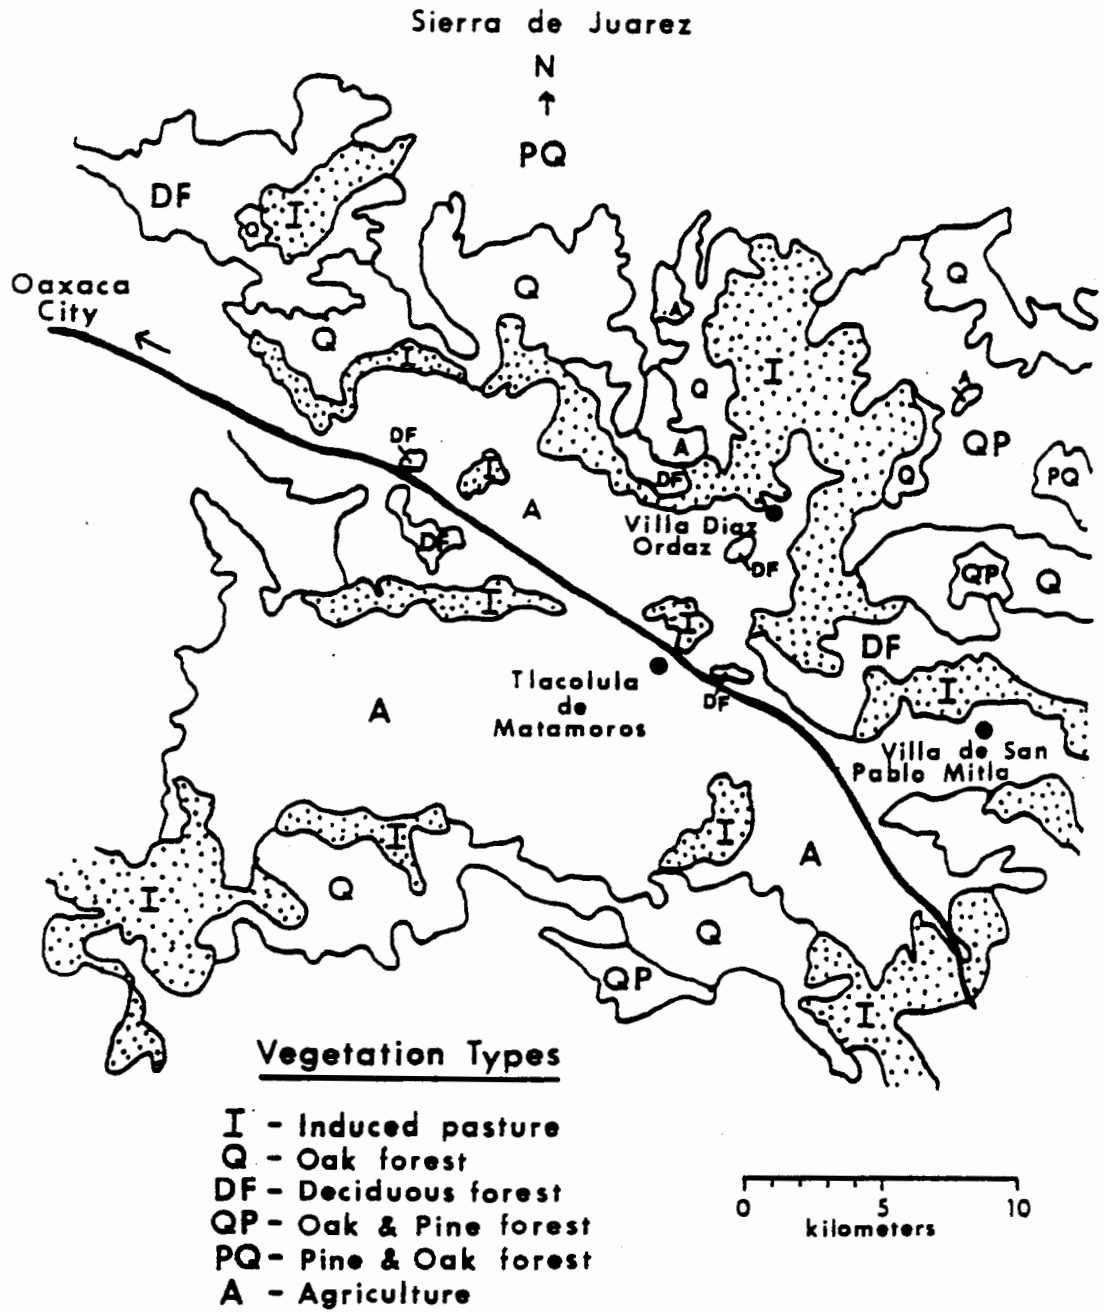 Sierra de Juarez
N
PQ
DF
I
Q
Oaxaca
City
Q
I
Q
A
Q
I
Q
A
QP
PQ
A
DF
Q
DF
I
A
DF
Villa Diaz
Ordaz
DF
DF
QP
Q
I
I
DF
Tlacolula
de
Matamoros
DF
I
A
Villa de San
Pablo Mitla
I
I
A
I
Q
Q
QP
I
Vegetation Types
I - Induced pasture
Q - Oak forest
DF - Deciduous forest
QP - Oak & Pine forest
PQ - Pine & Oak forest
A - Agriculture
0 5 10
kilometers